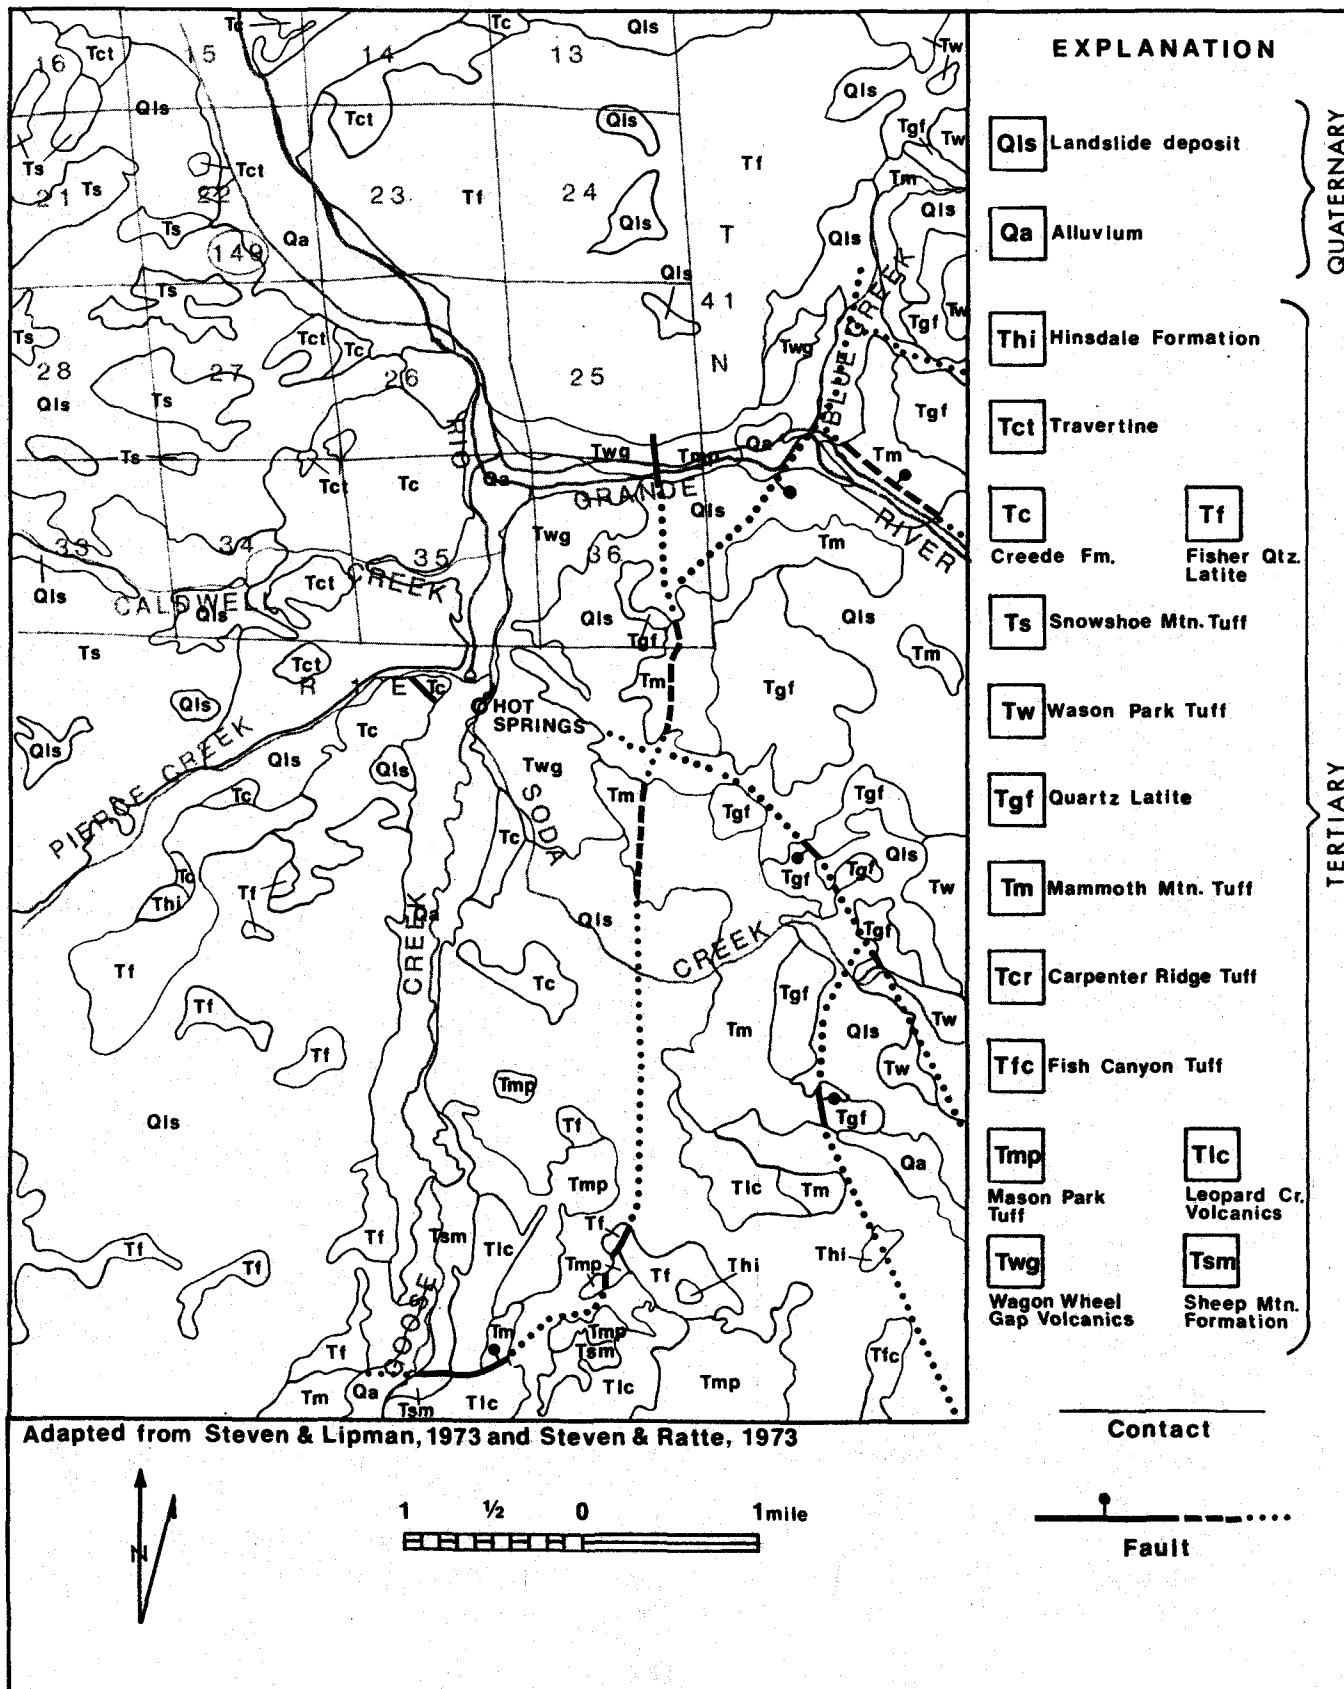 EXPLANATION
Qls Landslide deposit
Qa Alluvium
QUATERNARY
Thi Hinsdale Formation
Tct Travertine
Tc Tf
Creede Fm. Fisher Qtz.
Latite
Ts Snowshoe Mtn. Tuff
Tw Wason Park Tuff
Tgf Quartz Latite
Tm Mammoth Mtn. Tuff
Tcr Carpenter Ridge Tuff
Tfc Fish Canyon Tuff
Tmp Tlc
Mason Park Leopard Cr.
Tuff Volcanics
Twg Tsm
Wagon Wheel Sheep Mtn.
Gap Volcanics Formation
TERTIARY
Contact
Fault
Tc Tc Qls
16 Tct 15 14 13 Tw
Qls Tct Qls Qls
Tgf Tw
Ts Ts Tct Tf Tm
21 22 23 Tf 24 Qls
Ts Qa Qls T Qls
149
Ts Qls 41
Ts Tct Tc Twg Tgf Tw
28 27 26 25 N
Qls Ts Tgf
BLUE CREEK
Ts Tct Tc Qa Twg Tmp Qa Tm
RIO GRANDE RIVER
Qls
33 34 35 Twg 36 Tm
Qls Tct Qls Qls
CALDWELL CREEK
Qls Tgf
Ts Tct R 1 E Tc Tm Tgf Tm
Qls HOT
SPRINGS
Qls Tc
PIERCE CREEK
Qls Qls Twg
Tc Tm Tgf Tgf
SODA CREEK
Tc Qls
Tc Tf Tgf Tgf Tw
Thi Qa Qls Tgf
Tf Tc Tgf
Tf Tm Qls Tw
Tf Tw
Tmp
Qls Tf Tgf
Qa
Tmp Tlc Tm
Tf Tsm Tlc Tf
Tf Tf Tmp Tf Thi Thi
GOOSE CREEK
Tm Tmp
Tf Tsm Tfc
Tm Qa Tsm Tlc Tlc Tmp
Adapted from Steven & Lipman, 1973 and Steven & Ratte, 1973
N
1 ½ 0 1 mile